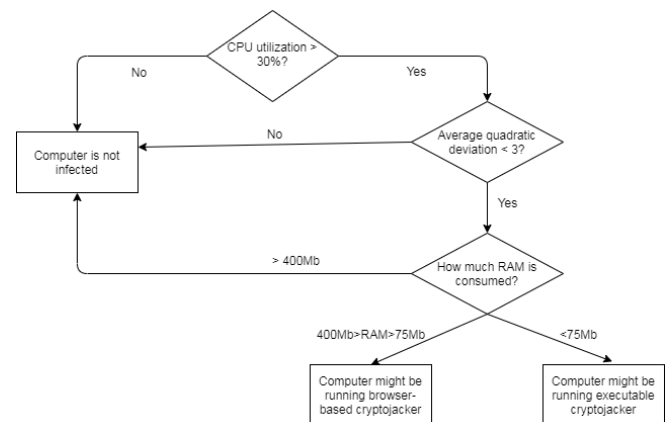 CPU utilization >
30%?
No
Yes
Average quadratic
deviation < 3?
No
Computer is not
infected
Yes
> 400Mb
How much RAM is
consumed?
400Mb>RAM>75Mb
<75Mb
Computer might be
running browser-
based cryptojacker
Computer might be
running executable
cryptojacker